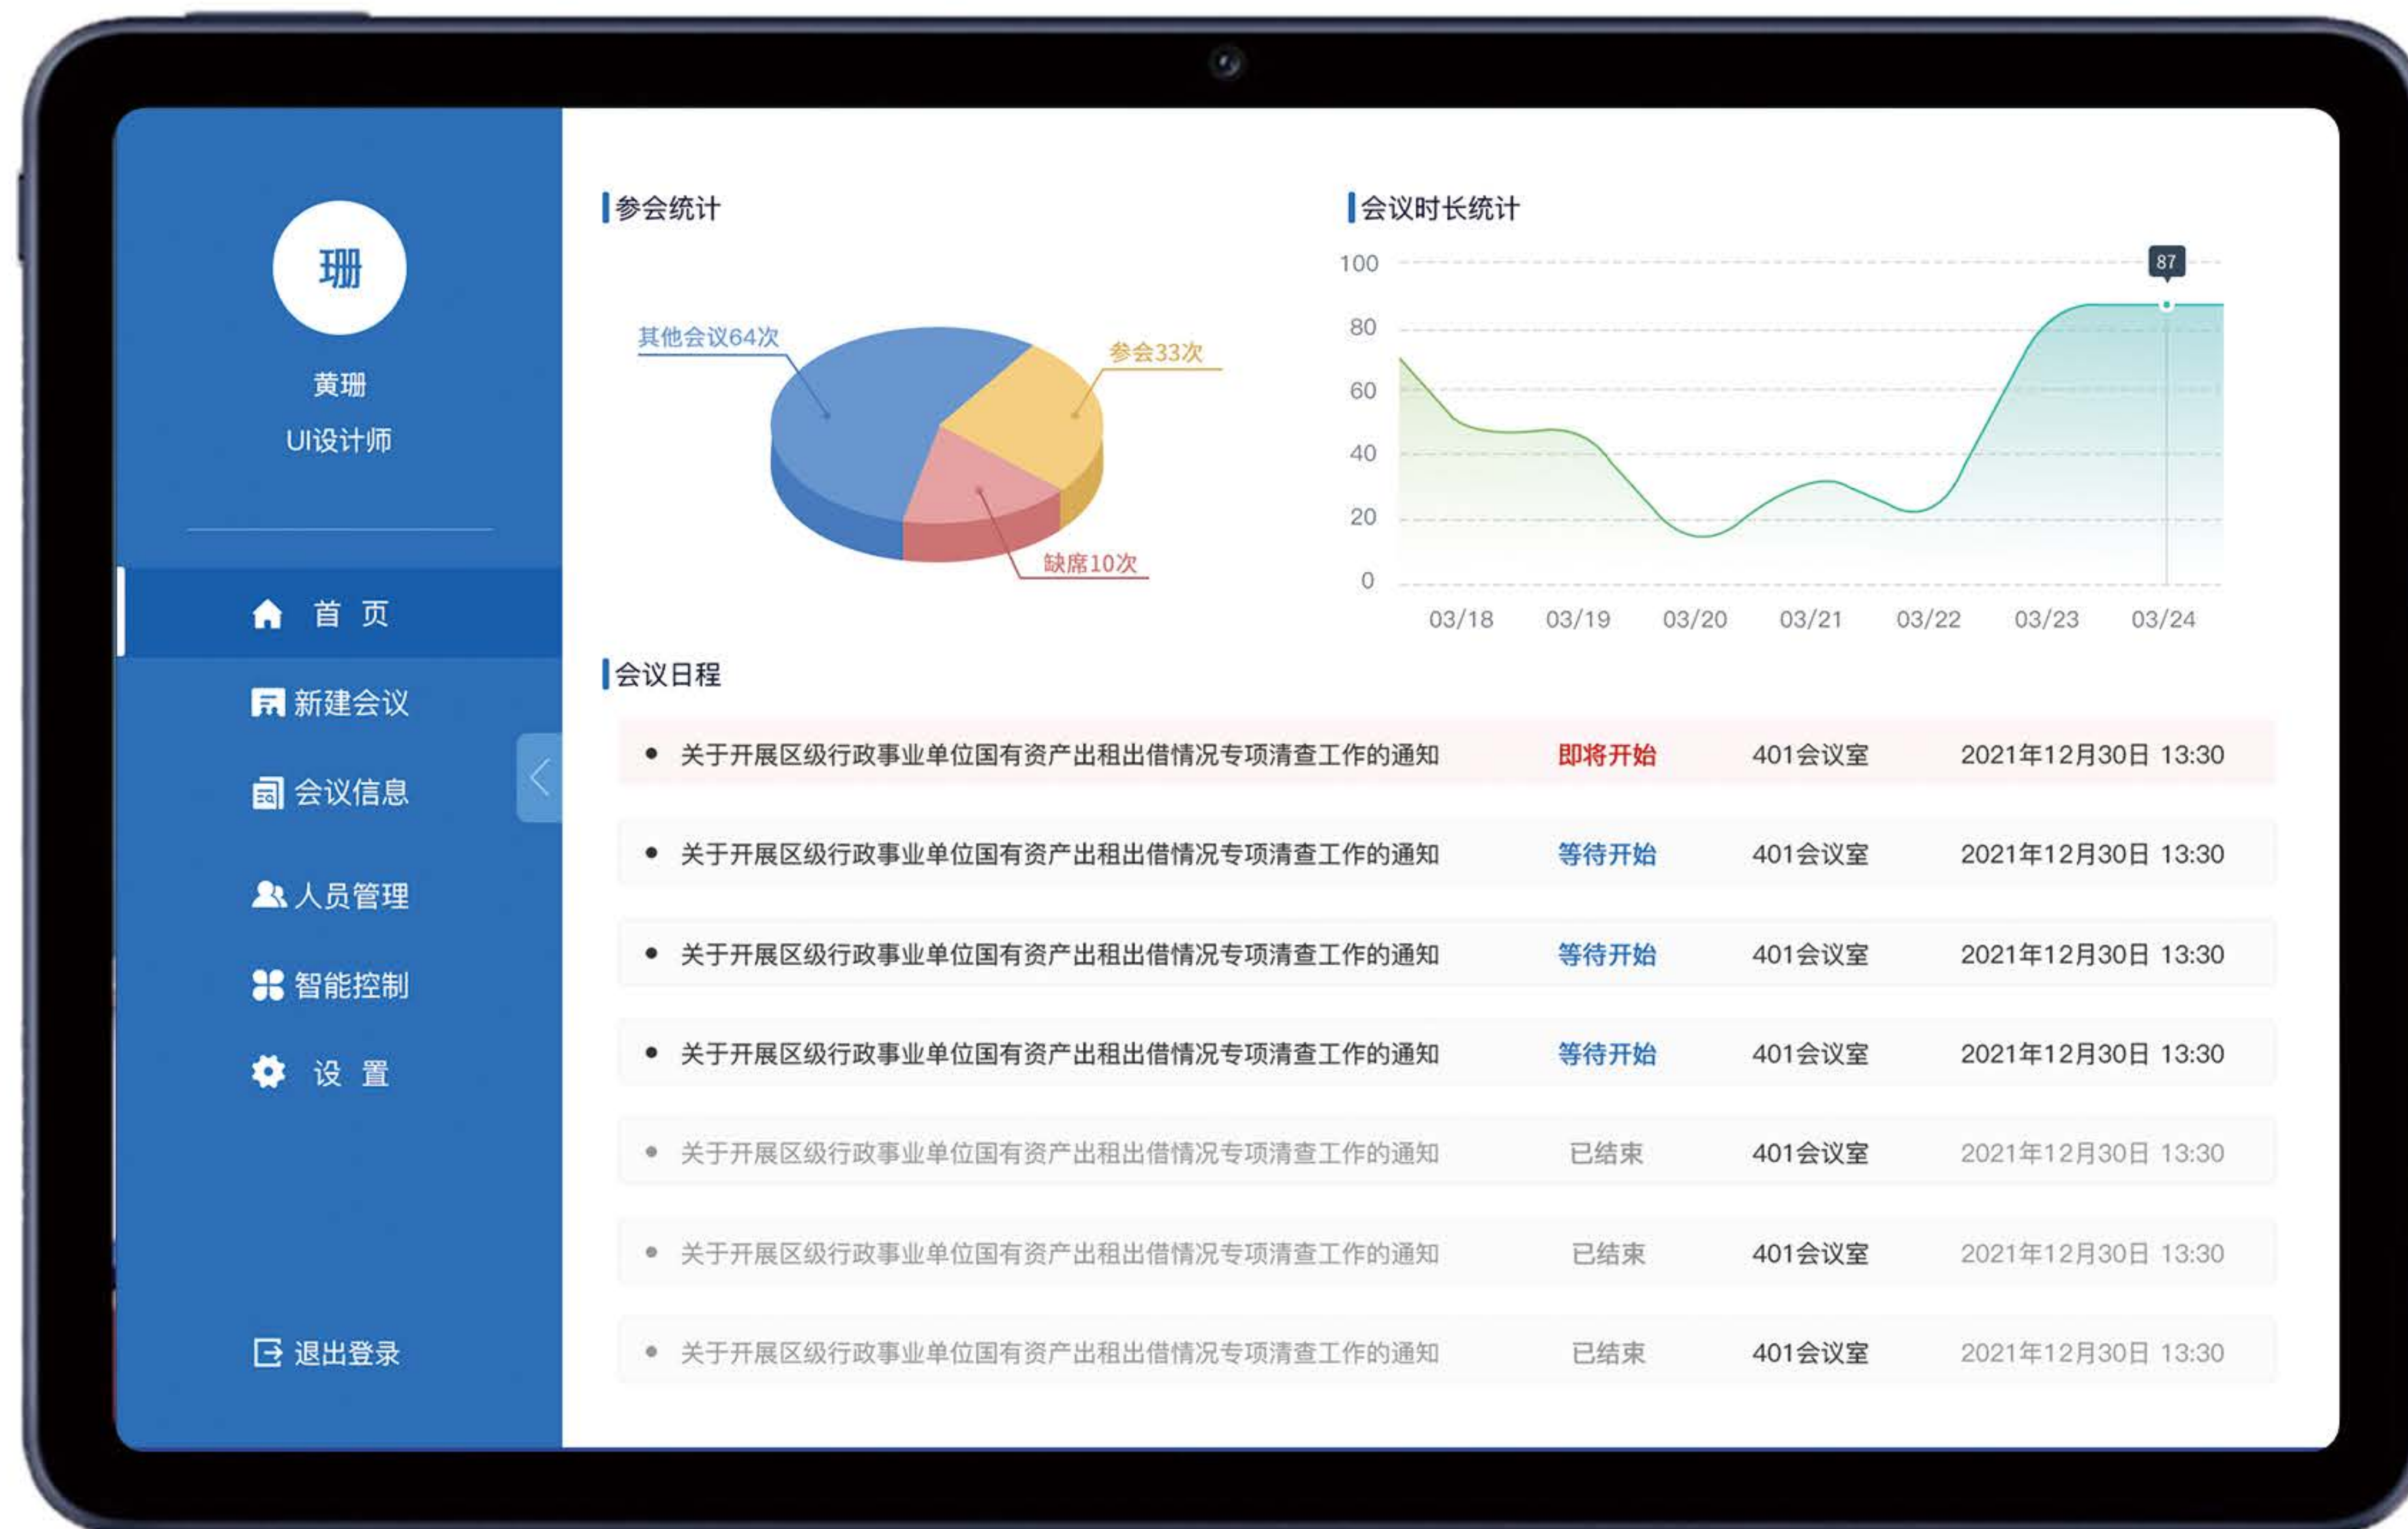 珊
黄珊
UI设计师
首 页
新建会议
会议信息
人员管理
智能控制
设 置
退出登录
参会统计
其他会议64次
参会33次
缺席10次
会议时长统计
87
100
80
60
40
20
0
03/18 03/19 03/20 03/21 03/22 03/23 03/24
会议日程
关于开展区级行政事业单位国有资产出租出借情况专项清查工作的通知 即将开始 401会议室 2021年12月30日 13:30
关于开展区级行政事业单位国有资产出租出借情况专项清查工作的通知 等待开始 401会议室 2021年12月30日 13:30
关于开展区级行政事业单位国有资产出租出借情况专项清查工作的通知 等待开始 401会议室 2021年12月30日 13:30
关于开展区级行政事业单位国有资产出租出借情况专项清查工作的通知 等待开始 401会议室 2021年12月30日 13:30
关于开展区级行政事业单位国有资产出租出借情况专项清查工作的通知 已结束 401会议室 2021年12月30日 13:30
关于开展区级行政事业单位国有资产出租出借情况专项清查工作的通知 已结束 401会议室 2021年12月30日 13:30
关于开展区级行政事业单位国有资产出租出借情况专项清查工作的通知 已结束 401会议室 2021年12月30日 13:30